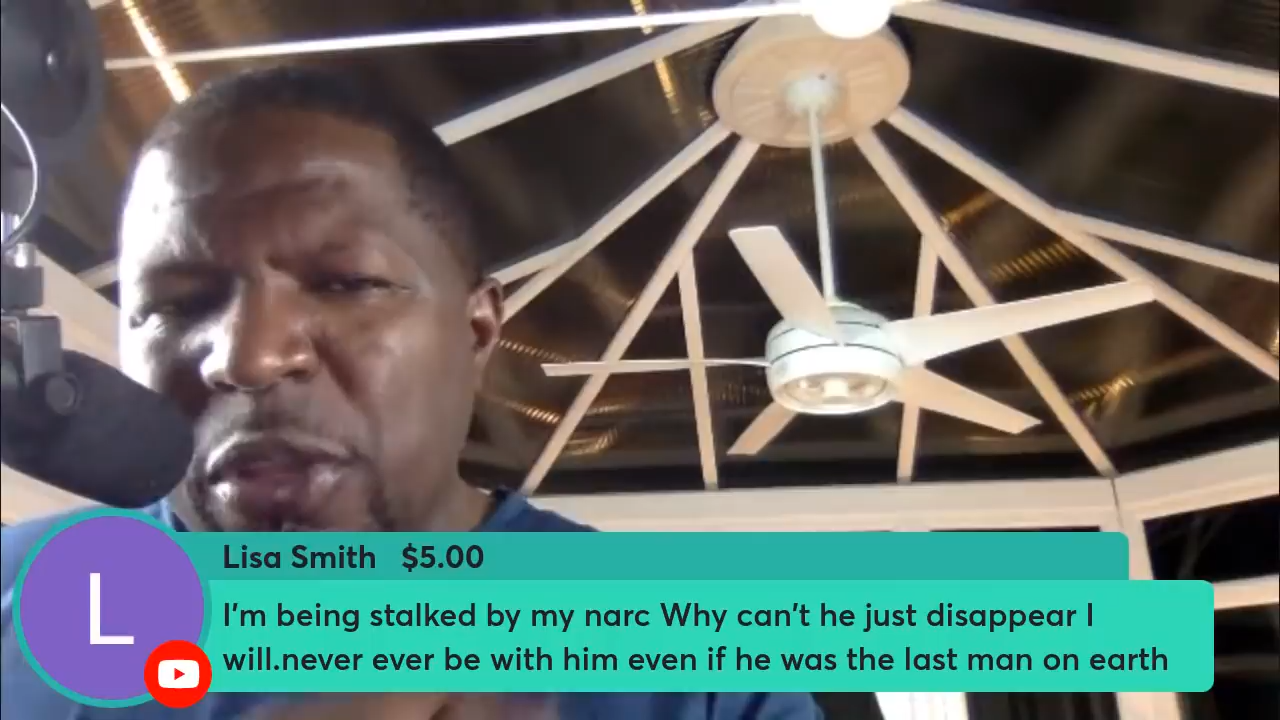 L
Lisa Smith $5.00
I'm being stalked by my narc Why can't he just disappear I
will.never ever be with him even if he was the last man on earth